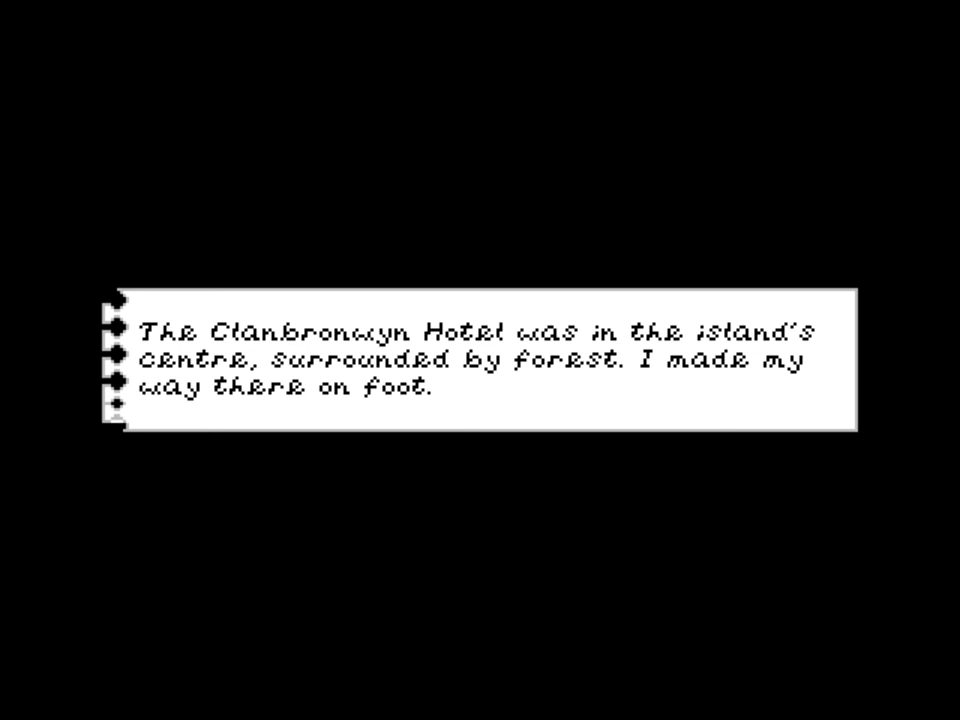 The Clanbronwyn Hotel was in the island's
centre, surrounded by forest. I made my
way there on foot.